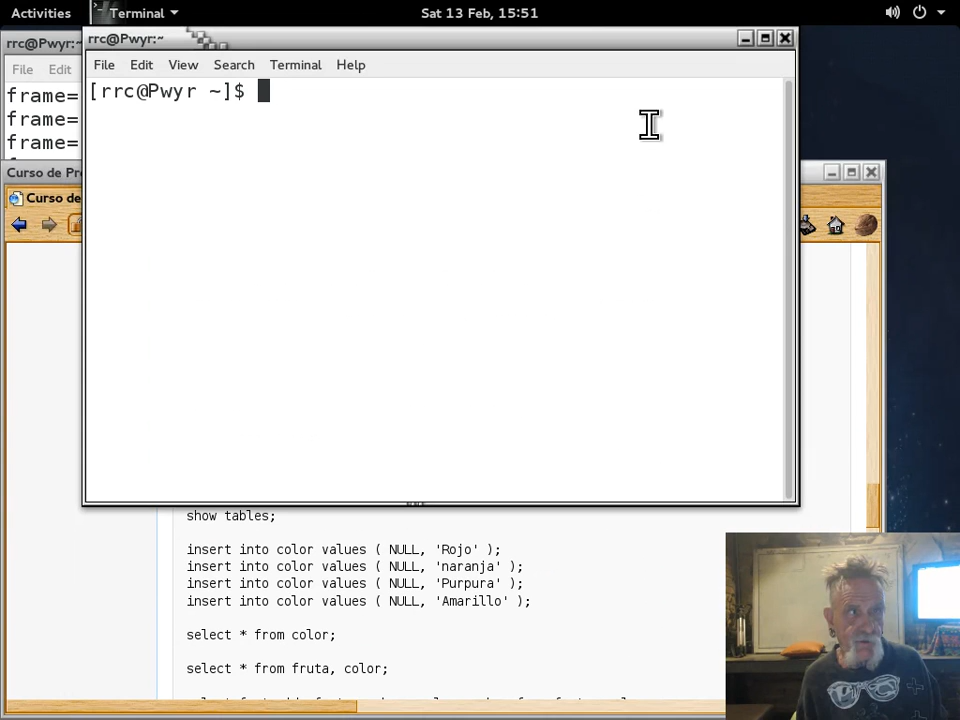 Activities Terminal Sat 13 Feb, 15:51
rrc@Pwyr:~
rrc@Pwyr:~
File Edit View Search Terminal Help
File Edit
[rrc@Pwyr ~]$
frame=
frame=
frame=
Curso de Pr
Curso de
show tables;
insert into color values ( NULL, 'Rojo' );
insert into color values ( NULL, 'naranja' );
insert into color values ( NULL, 'Purpura' );
insert into color values ( NULL, 'Amarillo' );
select * from color;
select * from fruta, color;